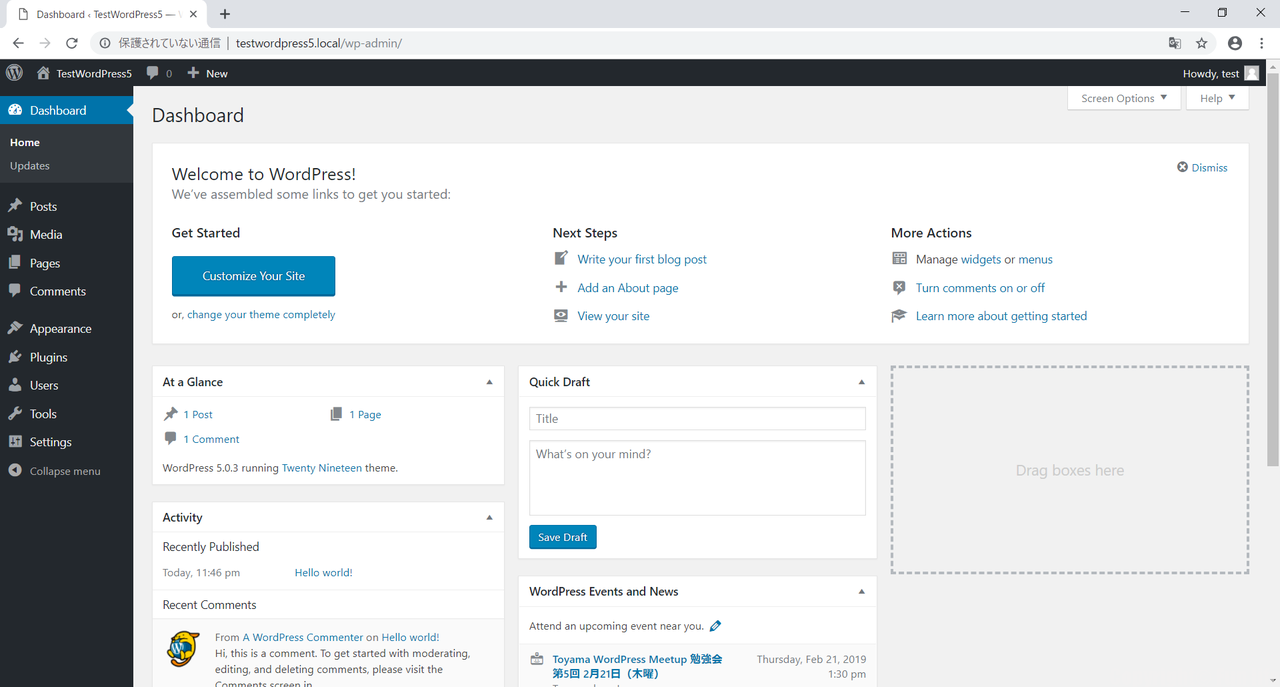 Dashboard ‹ TestWordPress5 —
保護されていない通信 | testwordpress5.local/wp-admin/
TestWordPress5 0 New
Howdy, test
Dashboard
Home
Updates
Posts
Media
Pages
Comments
Appearance
Plugins
Users
Tools
Settings
Collapse menu
Screen Options
Help
Dashboard
Welcome to WordPress!
We've assembled some links to get you started:
Dismiss
Get Started
Customize Your Site
or, change your theme completely
Next Steps
Write your first blog post
Add an About page
View your site
More Actions
Manage widgets or menus
Turn comments on or off
Learn more about getting started
At a Glance
1 Post
1 Page
1 Comment
WordPress 5.0.3 running Twenty Nineteen theme.
Activity
Recently Published
Today, 11:46 pm Hello world!
Recent Comments
From A WordPress Commenter on Hello world!
Hi, this is a comment. To get started with moderating,
editing, and deleting comments, please visit the
Comments screen in
Quick Draft
Title
What's on your mind?
Save Draft
WordPress Events and News
Attend an upcoming event near you.
Toyama WordPress Meetup 勉強会
第5回 2月21日（木曜）
Thursday, Feb 21, 2019
1:30 pm
Drag boxes here